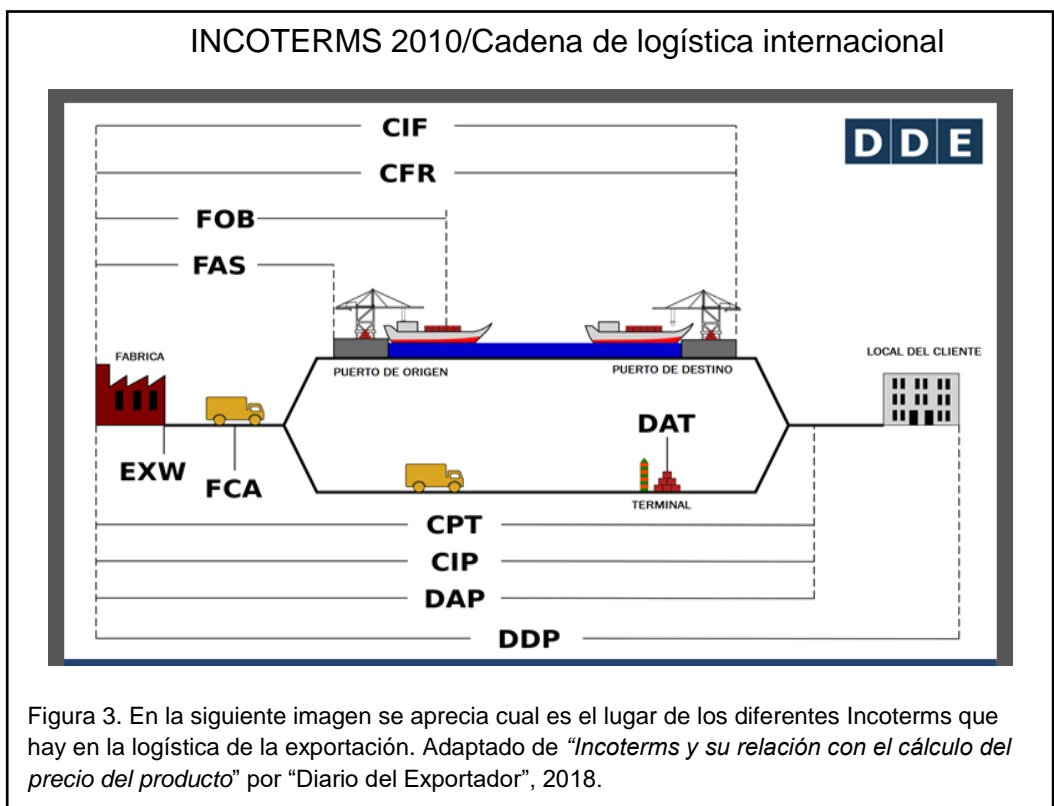 INCOTERMS 2010/Cadena de logística internacional
CIF
DDE
CFR
FOB
FAS
FABRICA
PUERTO DE ORIGEN
PUERTO DE DESTINO
LOCAL DEL CLIENTE
EXW
FCA
DAT
TERMINAL
CPT
CIP
DAP
DDP
Figura 3. En la siguiente imagen se aprecia cual es el lugar de los diferentes Incoterms que
hay en la logística de la exportación. Adaptado de “Incoterms y su relación con el cálculo del
precio del producto” por “Diario del Exportador”, 2018.